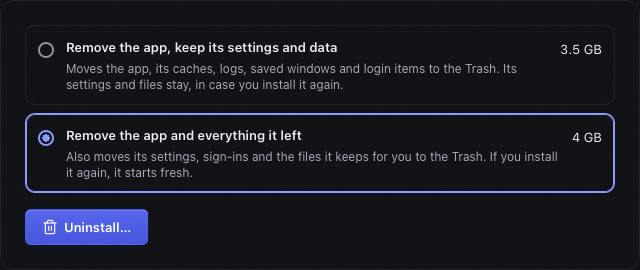 Remove the app, keep its settings and data
3.5 GB
Moves the app, its caches, logs, saved windows and login items to the Trash. Its
settings and files stay, in case you install it again.
Remove the app and everything it left
4 GB
Also moves its settings, sign-ins and the files it keeps for you to the Trash. If you install
it again, it starts fresh.
Uninstall...